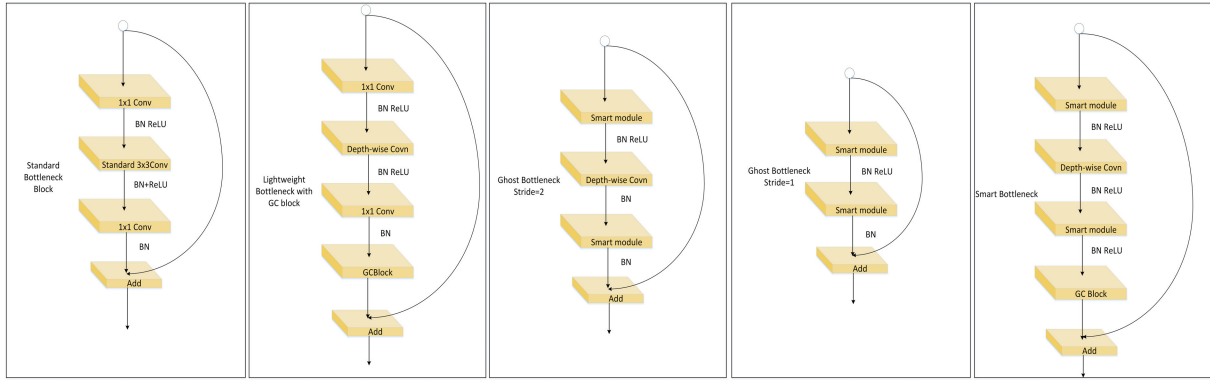 1x1 Conv
BN ReLU
Standard 3x3Conv
Standard
Bottleneck
Block
BN+ReLU
1x1 Conv
BN
Add
1x1 Conv
BN ReLU
Depth-wise Covn
BN ReLU
Lightweight
Bottleneck with
GC block
1x1 Conv
BN
GCBlock
Add
Smart module
BN ReLU
Ghost Bottleneck
Stride=2
Depth-wise Covn
BN
Smart module
BN
Add
Smart module
Ghost Bottleneck
Stride=1
BN ReLU
Smart module
BN
Add
Smart module
BN ReLU
Depth-wise Covn
Smart Bottleneck
BN ReLU
Smart module
BN ReLU
GC Block
Add